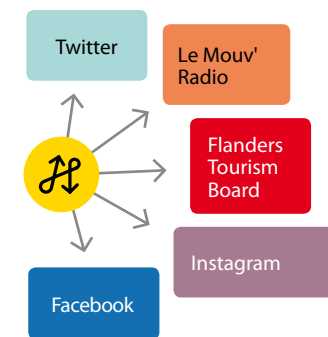 Twitter
Le Mouv'
Radio
Flanders
Tourism
Board
Instagram
Facebook